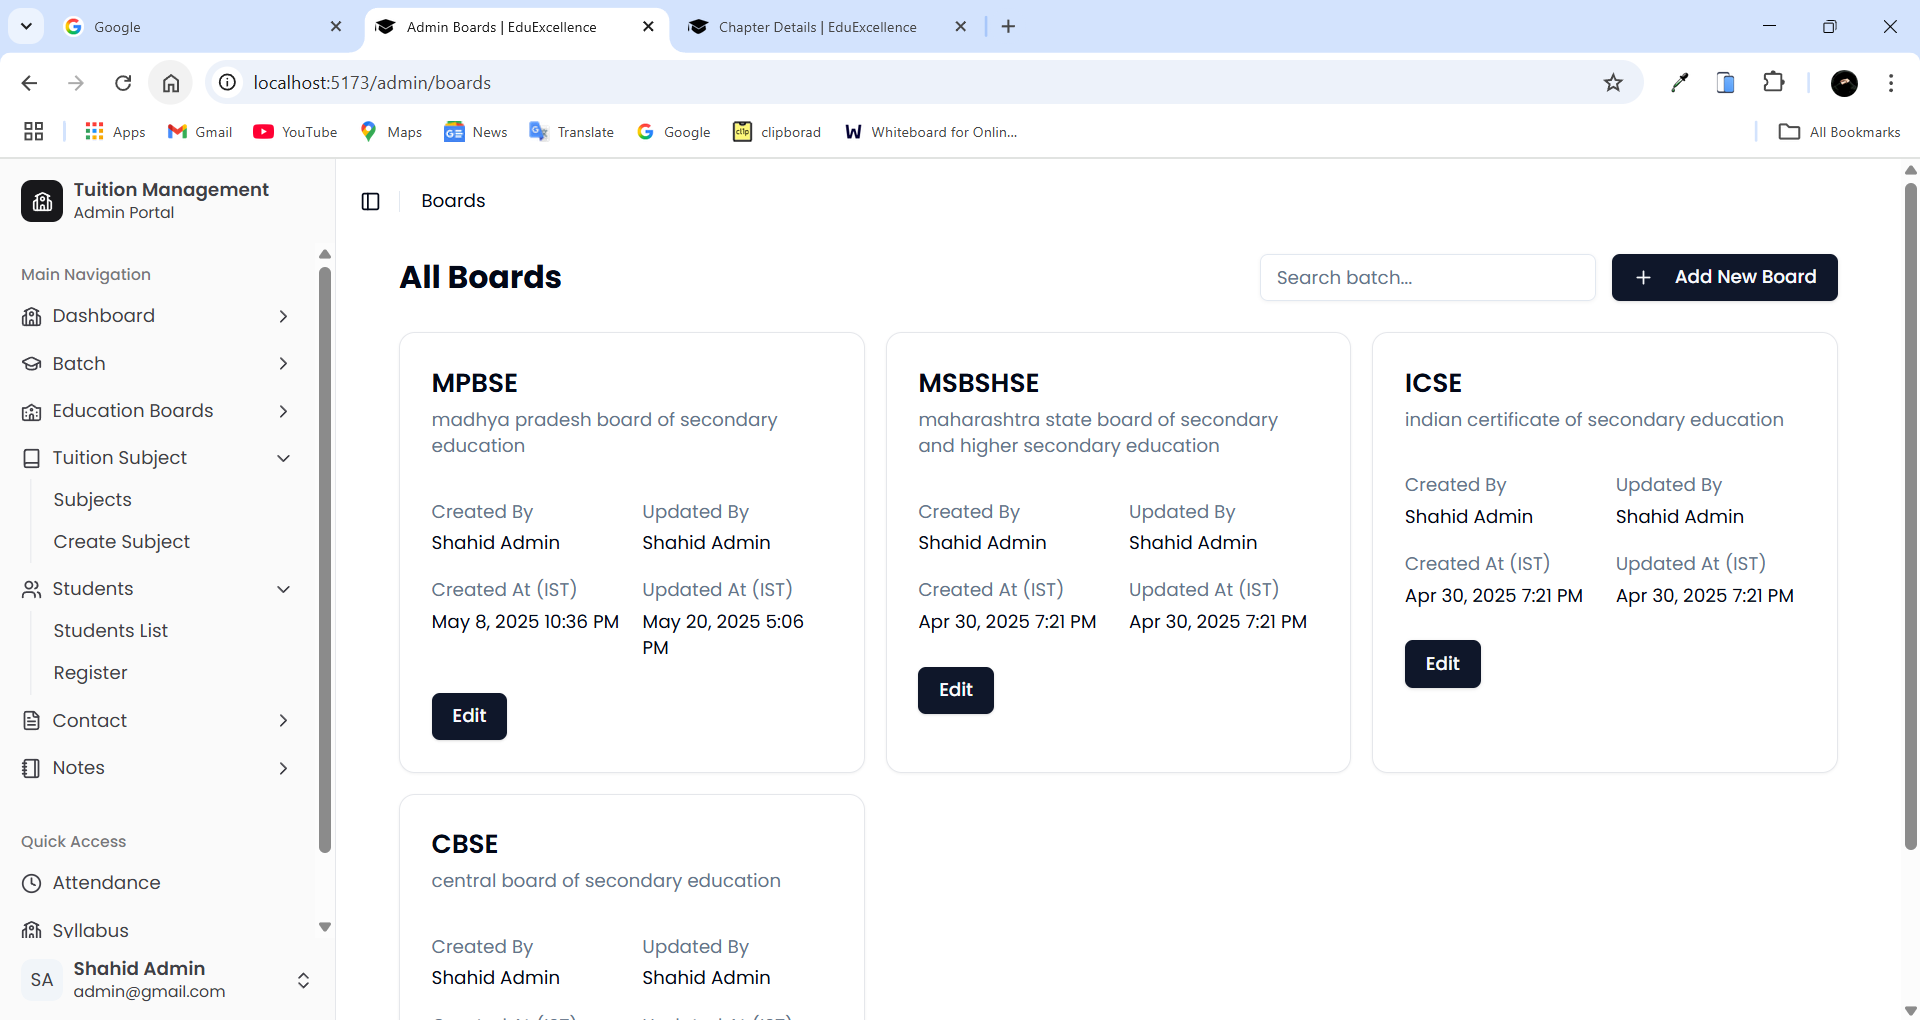 Google
Admin Boards | EduExcellence
Chapter Details | EduExcellence
localhost:5173/admin/boards
Apps
Gmail
YouTube
Maps
News
Translate
Google
clipborad
Whiteboard for Onlin...
All Bookmarks
Tuition Management
Admin Portal
Main Navigation
Dashboard
Batch
Education Boards
Tuition Subject
Subjects
Create Subject
Students
Students List
Register
Contact
Notes
Quick Access
Attendance
Syllabus
SA
Shahid Admin
admin@gmail.com
Boards
All Boards
Search batch...
Add New Board
MPBSE
madhya pradesh board of secondary
education
Created By
Updated By
Shahid Admin
Shahid Admin
Created At (IST)
Updated At (IST)
May 8, 2025 10:36 PM
May 20, 2025 5:06
PM
Edit
MSBSHSE
maharashtra state board of secondary
and higher secondary education
Created By
Updated By
Shahid Admin
Shahid Admin
Created At (IST)
Updated At (IST)
Apr 30, 2025 7:21 PM
Apr 30, 2025 7:21 PM
Edit
ICSE
indian certificate of secondary education
Created By
Updated By
Shahid Admin
Shahid Admin
Created At (IST)
Updated At (IST)
Apr 30, 2025 7:21 PM
Apr 30, 2025 7:21 PM
Edit
CBSE
central board of secondary education
Created By
Updated By
Shahid Admin
Shahid Admin